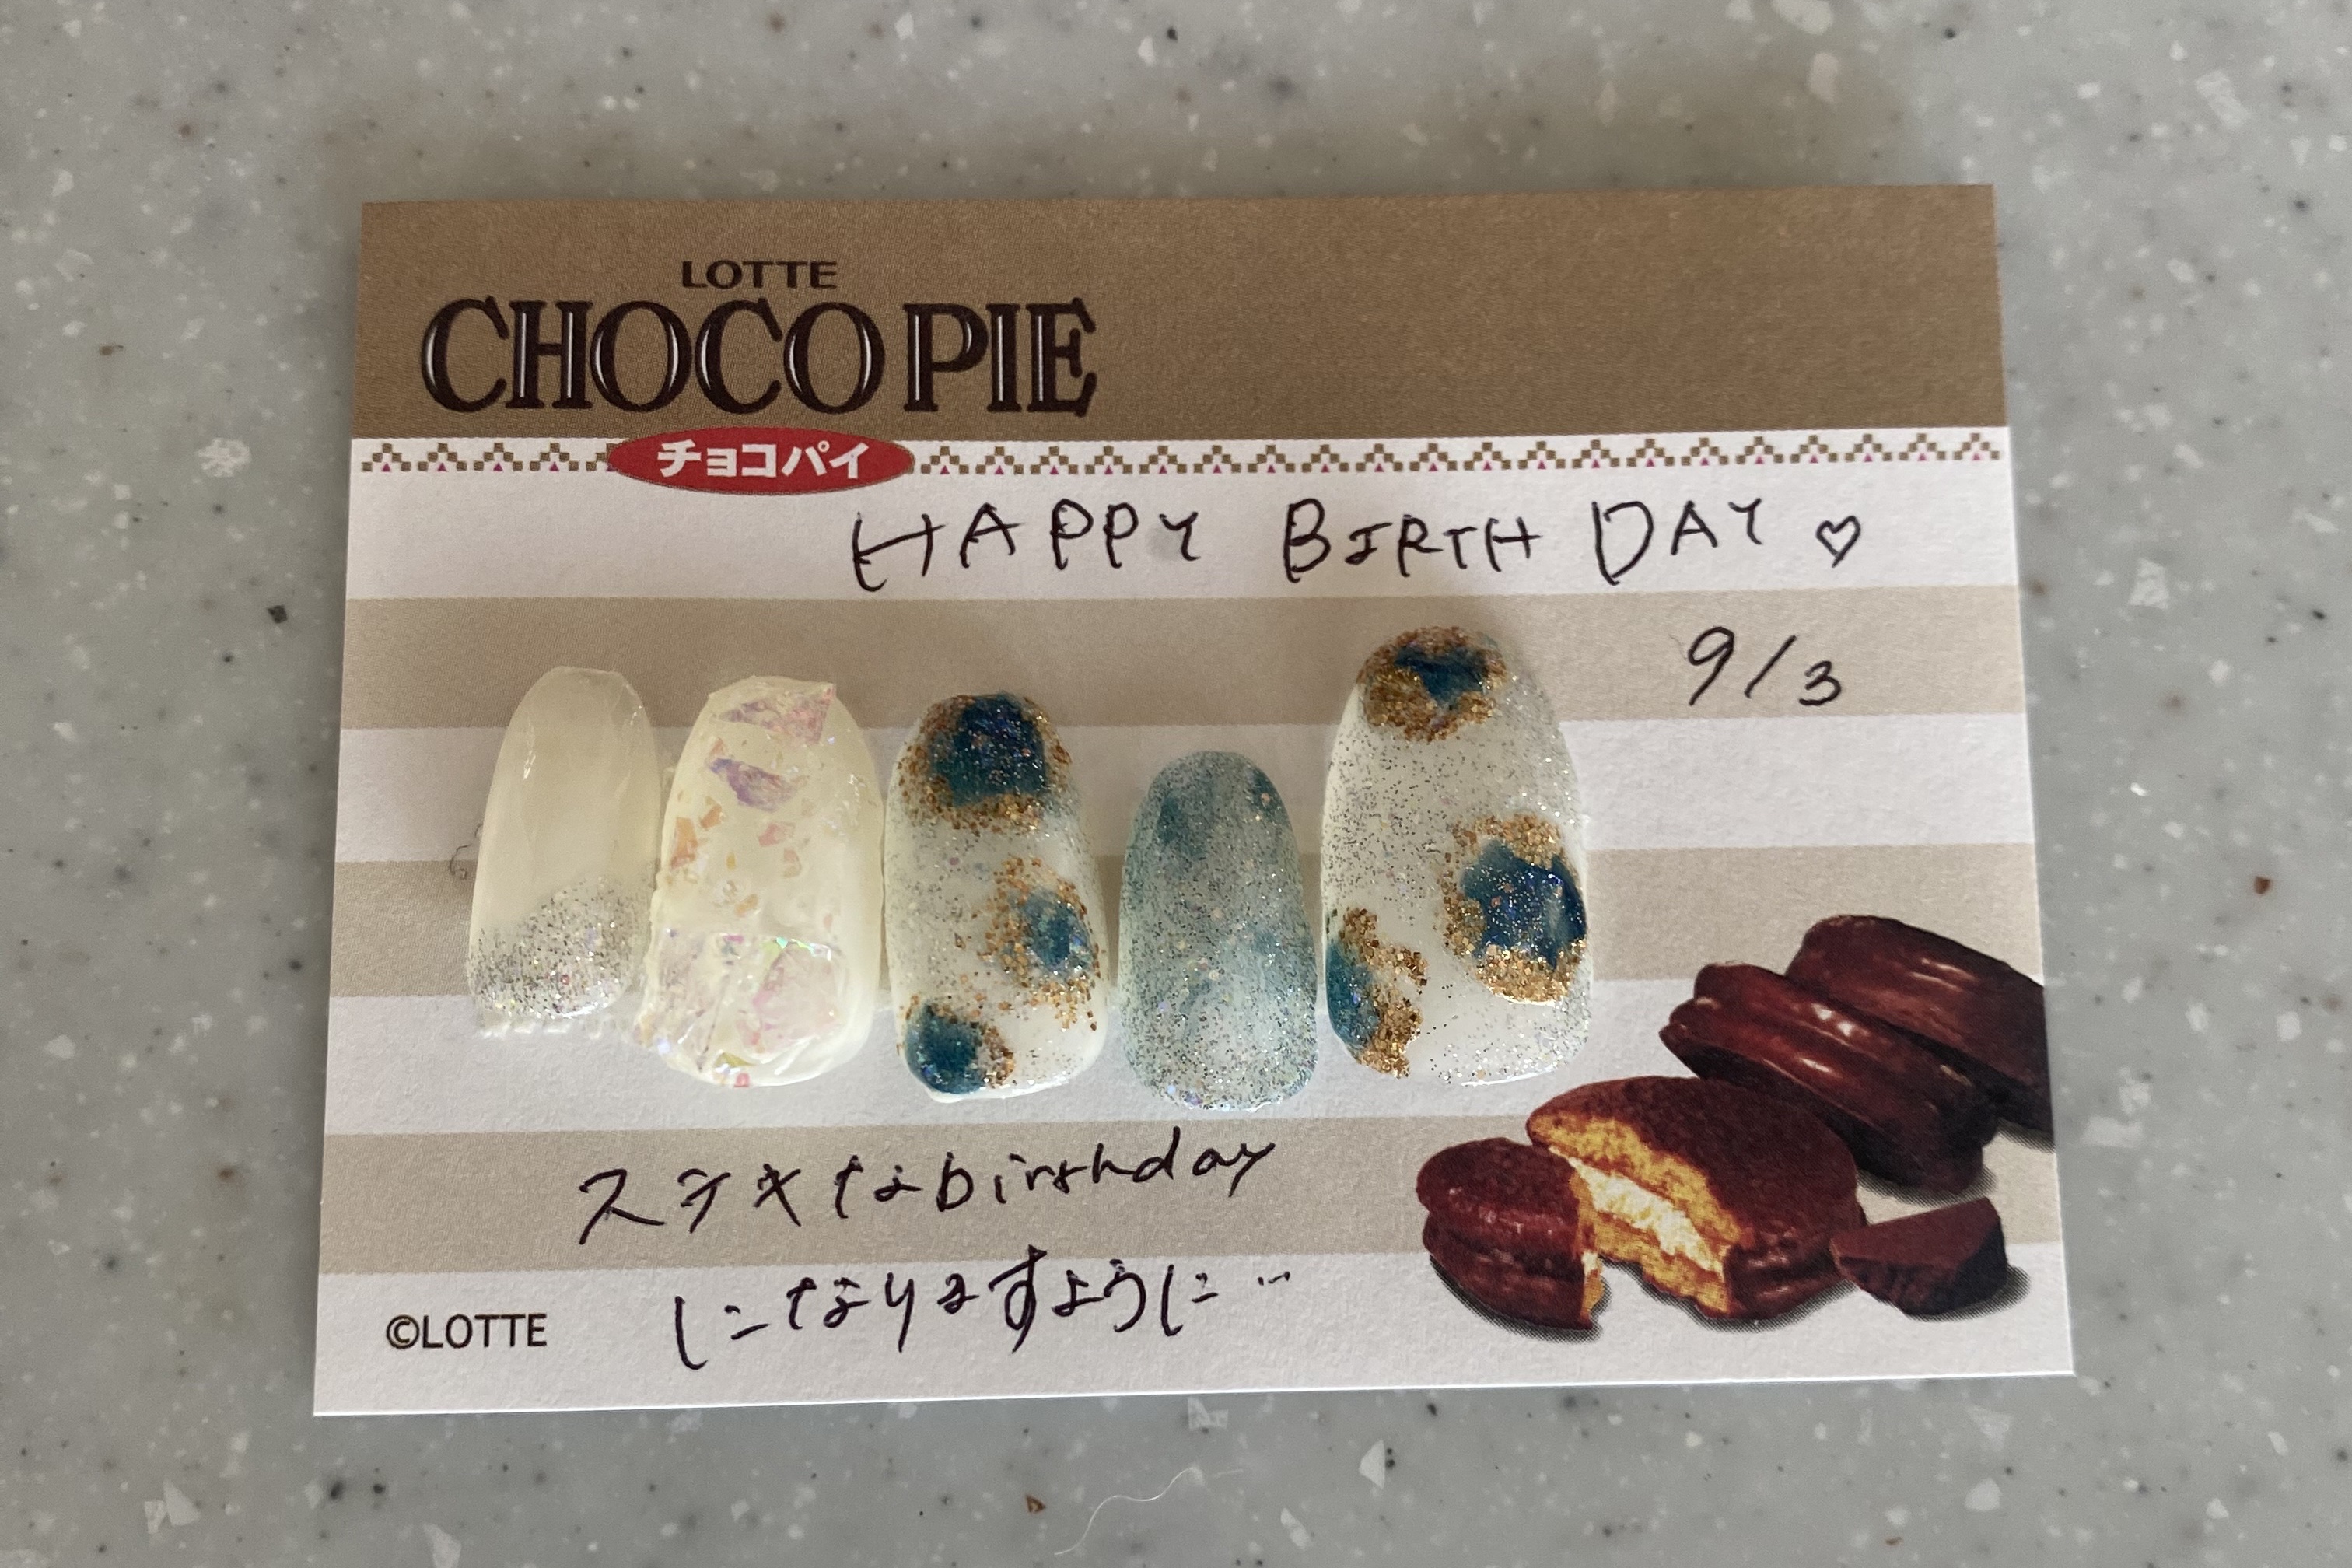 LOTTE
CHOCO PIE
チョコパイ
HAPPY BIRTH DAY ♡
9/3
ステキなbirthday
になりますように…
©LOTTE